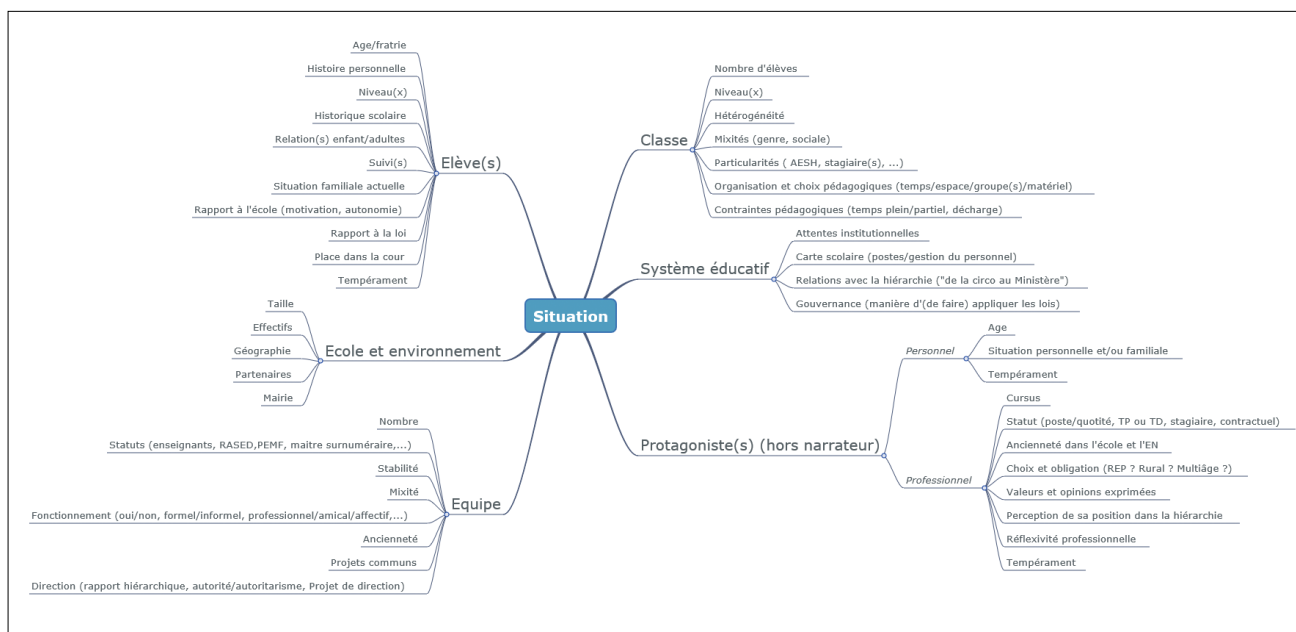 Situation
Elève(s)
Age/fratrie
Histoire personnelle
Niveau(x)
Historique scolaire
Relation(s) enfant/adultes
Suivi(s)
Situation familiale actuelle
Rapport à l'école (motivation, autonomie)
Rapport à la loi
Place dans la cour
Tempérament
Ecole et environnement
Taille
Effectifs
Géographie
Partenaires
Mairie
Equipe
Nombre
Statuts (enseignants, RASED,PEMF, maitre surnuméraire,...)
Stabilité
Mixité
Fonctionnement (oui/non, formel/informel, professionnel/amical/affectif,...)
Ancienneté
Projets communs
Direction (rapport hiérarchique, autorité/autoritarisme, Projet de direction)
Classe
Nombre d'élèves
Niveau(x)
Hétérogénéité
Mixités (genre, sociale)
Particularités ( AESH, stagiaire(s), ...)
Organisation et choix pédagogiques (temps/espace/groupe(s)/matériel)
Contraintes pédagogiques (temps plein/partiel, décharge)
Système éducatif
Attentes institutionnelles
Carte scolaire (postes/gestion du personnel)
Relations avec la hiérarchie ("de la circo au Ministère")
Gouvernance (manière d'(de faire) appliquer les lois)
Protagoniste(s) (hors narrateur)
Personnel
Age
Situation personnelle et/ou familiale
Tempérament
Professionnel
Cursus
Statut (poste/quotité, TP ou TD, stagiaire, contractuel)
Ancienneté dans l'école et l'EN
Choix et obligation (REP ? Rural ? Multiâge ?)
Valeurs et opinions exprimées
Perception de sa position dans la hiérarchie
Réflexivité professionnelle
Tempérament